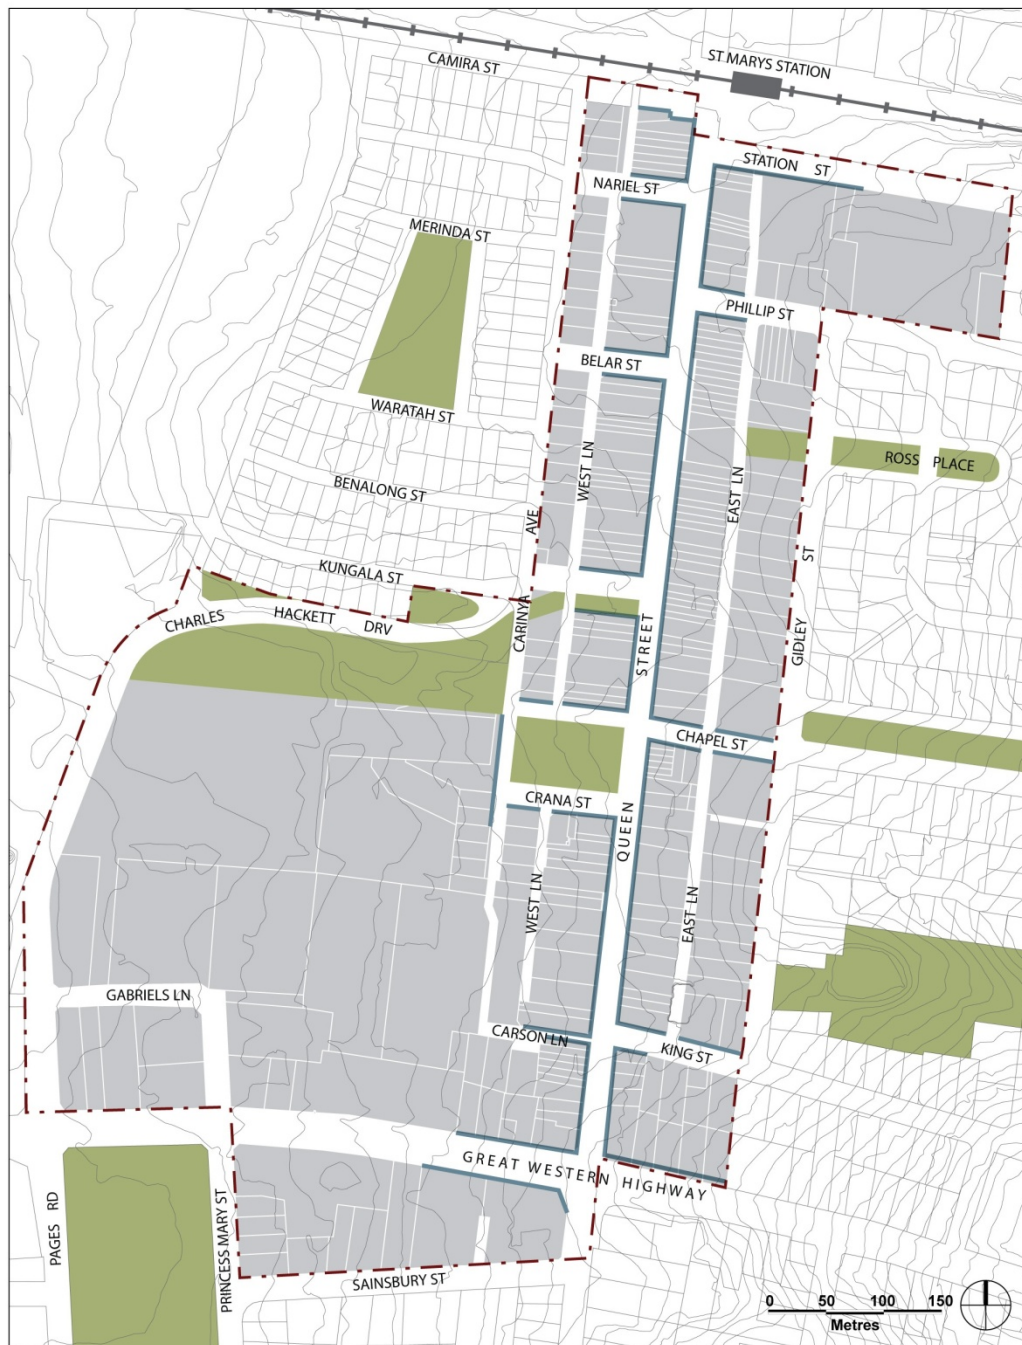 CAMIRA ST
ST MARYS STATION
STATION ST
NARIEL ST
MERINDA ST
PHILLIP ST
BELAR ST
WARATAH ST
ROSS PLACE
WEST LN
EAST LN
BENALONG ST
AVE
ST
KUNGALA ST
CHARLES HACKETT DRV
CARINYA
STREET
GIDLEY
CHAPEL ST
CRANA ST
QUEEN
WEST LN
EAST LN
GABRIELS LN
CARSON LN
KING ST
GREAT WESTERN HIGHWAY
PAGES RD
PRINCESS MARY ST
SAINSBURY ST
0 50 100 150
Metres